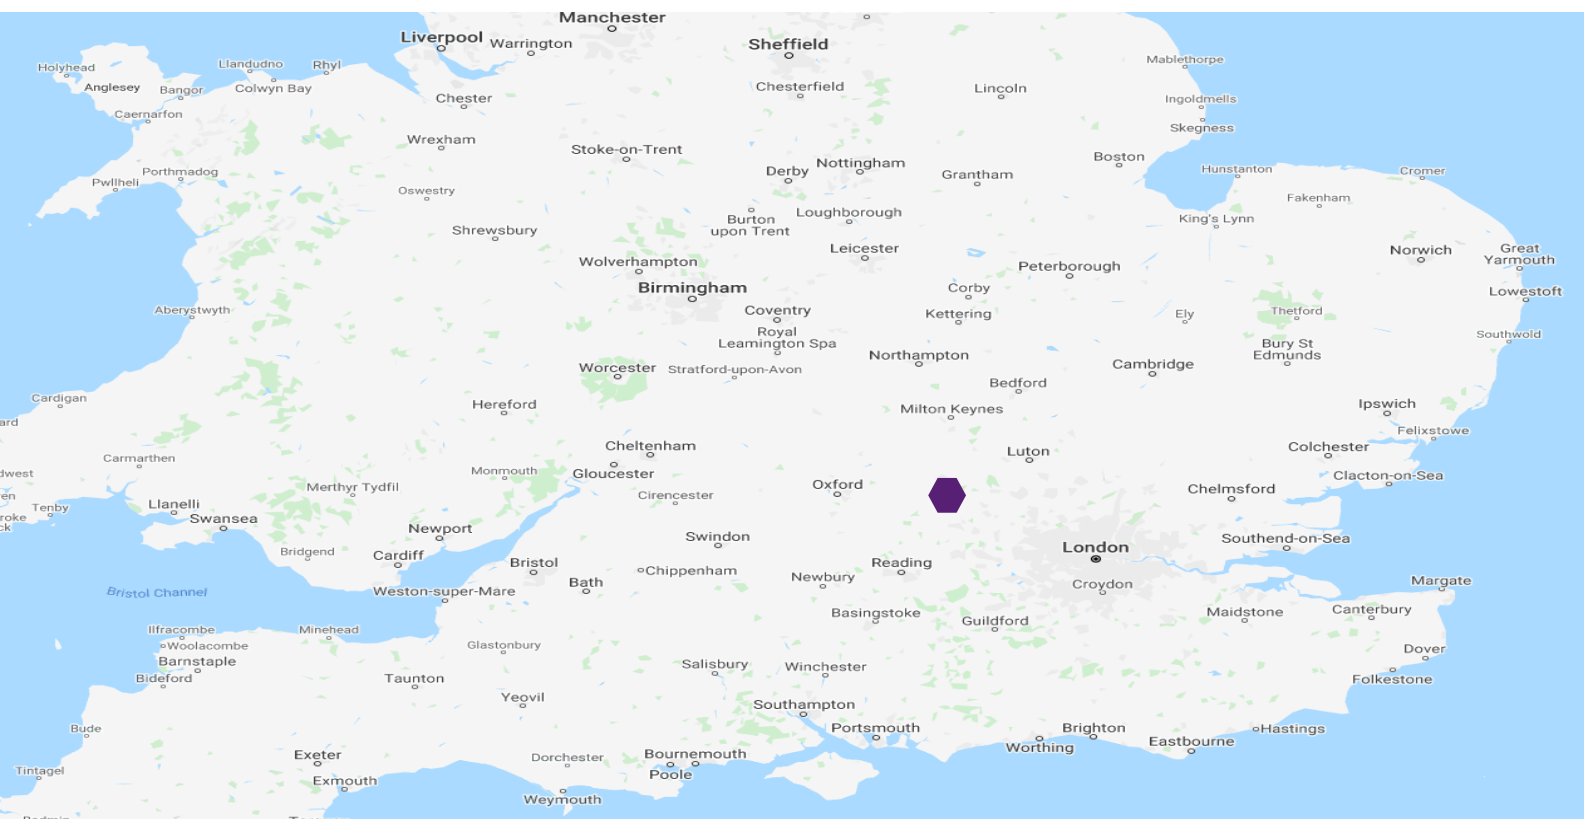 Manchester
Liverpool
Warrington
Sheffield
Mablethorpe
Holyhead
Llandudno
Rhyl
Anglesey
Bangor
Colwyn Bay
Chester
Chesterfield
Lincoln
Ingoldmells
Caernarfon
Skegness
Wrexham
Stoke-on-Trent
Nottingham
Boston
Derby
Grantham
Hunstanton
Cromer
Porthmadog
Pwllheli
Oswestry
Fakenham
Burton
upon Trent
Loughborough
King's Lynn
Shrewsbury
Leicester
Norwich
Great
Yarmouth
Wolverhampton
Peterborough
Birmingham
Corby
Lowestoft
Aberystwyth
Coventry
Kettering
Ely
Thetford
Royal
Leamington Spa
Southwold
Northampton
Bury St
Edmunds
Worcester
Stratford-upon-Avon
Cambridge
Bedford
Cardigan
Hereford
Milton Keynes
Ipswich
ard
Felixstowe
Cheltenham
Luton
Colchester
Carmarthen
Monmouth
Gloucester
Clacton-on-Sea
dwest
Merthyr Tydfil
Oxford
Chelmsford
en
Cirencester
Tenby
Llanelli
roke
ck
Swansea
Newport
Swindon
Southend-on-Sea
Bridgend
Cardiff
London
Bristol
Reading
Chippenham
Newbury
Bath
Croydon
Margate
Bristol Channel
Weston-super-Mare
Basingstoke
Maidstone
Canterbury
Guildford
Ilfracombe
Minehead
Woolacombe
Glastonbury
Dover
Barnstaple
Salisbury
Winchester
Bideford
Taunton
Folkestone
Yeovil
Southampton
Bude
Portsmouth
Brighton
Hastings
Eastbourne
Worthing
Exeter
Dorchester
Bournemouth
Tintagel
Poole
Exmouth
Weymouth